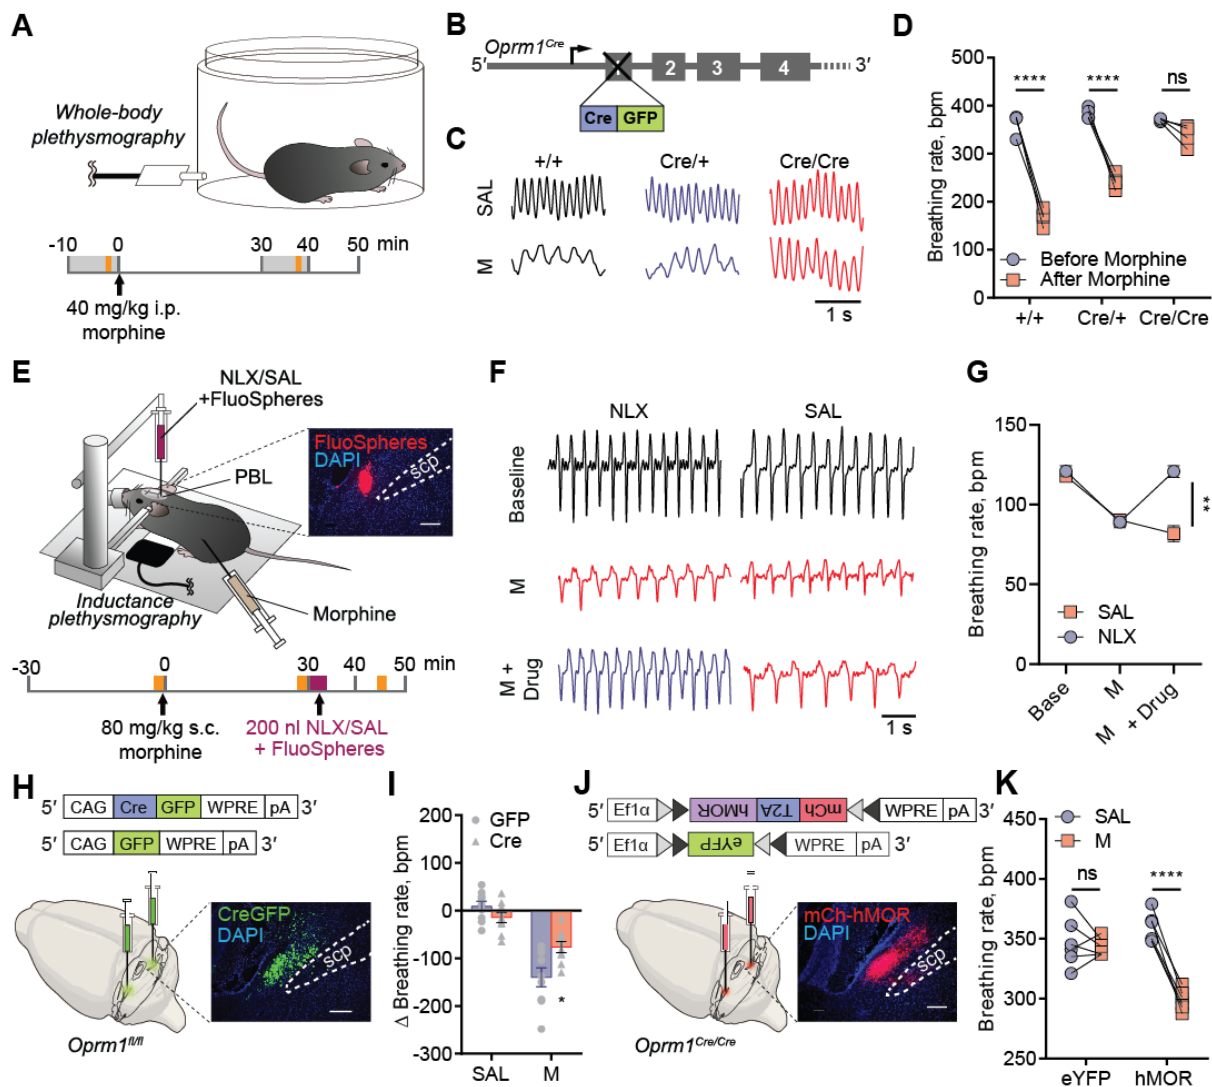 A
Whole-body
plethysmography
-10 0 30 40 50 min
40 mg/kg i.p.
morphine
B
Oprm1Cre
5′ 2 3 4 3′
Cre GFP
C
+/+ Cre/+ Cre/Cre
SAL
M
1 s
D
Breathing rate, bpm
500
400
300
200
100
0
**** **** ns
Before Morphine
After Morphine
+/+ Cre/+ Cre/Cre
E
NLX/SAL
+FluoSpheres
FluoSpheres
DAPI
scp
PBL
Inductance
plethysmography
Morphine
-30 0 30 40 50 min
80 mg/kg s.c.
morphine
200 nl NLX/SAL
+ FluoSpheres
F
NLX SAL
Baseline
M
M +
Drug
1 s
G
Breathing rate, bpm
150
100
50
0
**
SAL
NLX
Base M M + Drug
H
5′ CAG Cre GFP WPRE pA 3′
5′ CAG GFP WPRE pA 3′
CreGFP
DAPI
scp
Oprm1fl/fl
I
Δ Breathing rate, bpm
200
100
0
-100
-200
-300
GFP
Cre
*
SAL M
J
5′ Ef1α hMOR T2A mCh WPRE pA 3′
5′ Ef1α eYFP WPRE pA 3′
mCh-hMOR
DAPI
scp
Oprm1Cre/Cre
K
Breathing rate, bpm
450
400
350
300
250
SAL
M
ns ****
eYFP hMOR